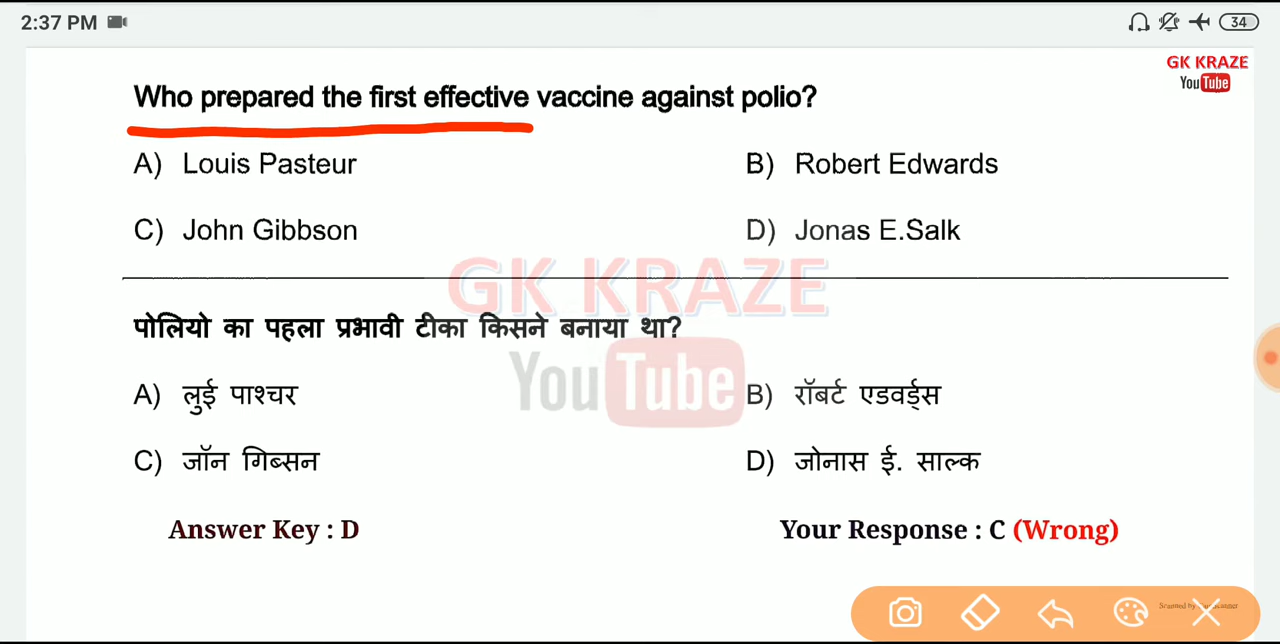 2:37 PM 34
GK KRAZE
YouTube
Who prepared the first effective vaccine against polio?
A) Louis Pasteur B) Robert Edwards
C) John Gibbson D) Jonas E.Salk
GK KRAZE
पोलियो का पहला प्रभावी टीका किसने बनाया था?
YouTube
A) लुई पाश्चर B) रॉबर्ट एडवर्ड्स
C) जॉन गिब्सन D) जोनास ई. साल्क
Answer Key : D Your Response : C (Wrong)
Scanned by